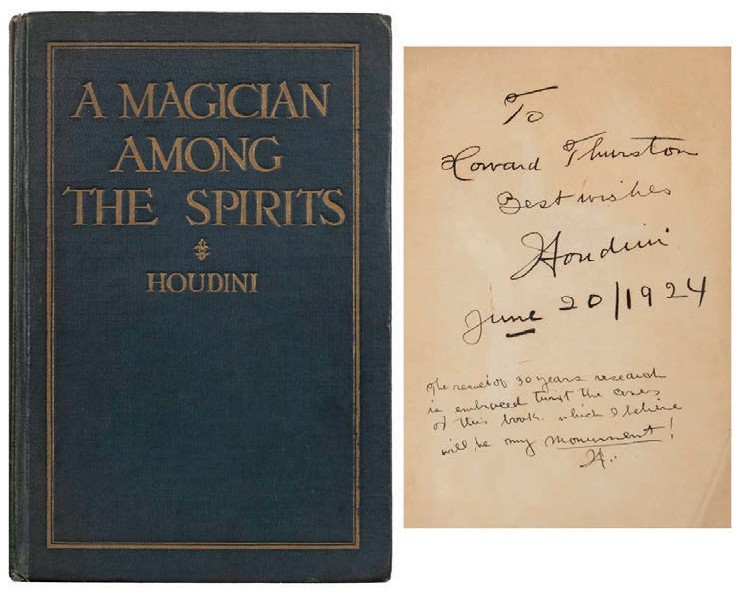 A MAGICIAN
AMONG
THE SPIRITS
HOUDINI
To
Howard Thurston
Best wishes
Houdini
June 20/1924
The result of 30 years research
is embraced twixt the covers
of this book. which I believe
will be my monument!
H..